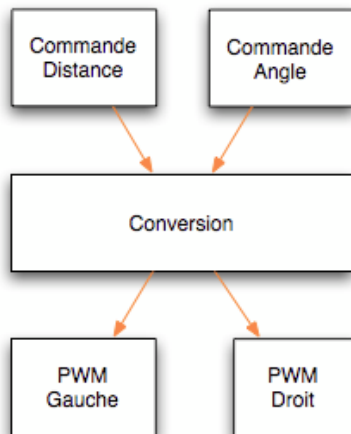 Commande
Distance
Commande
Angle
Conversion
PWM
Gauche
PWM
Droit